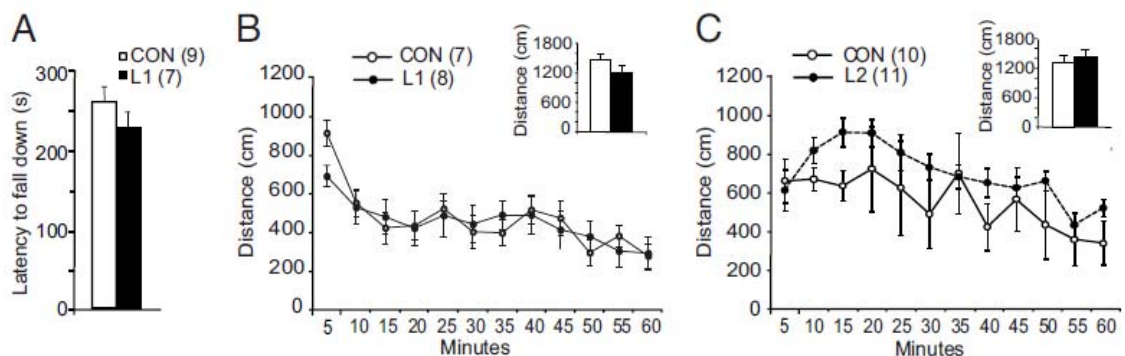 A
CON (9)
L1 (7)
Latency to fall down (s)
300
200
100
0
B
CON (7)
L1 (8)
Distance (cm)
1200
1000
800
600
400
200
0
5 10 15 20 25 30 35 40 45 50 55 60
Minutes
Distance (cm)
1800
1200
600
0
C
CON (10)
L2 (11)
Distance (cm)
1200
1000
800
600
400
200
0
5 10 15 20 25 30 35 40 45 50 55 60
Minutes
Distance (cm)
1800
1200
600
0